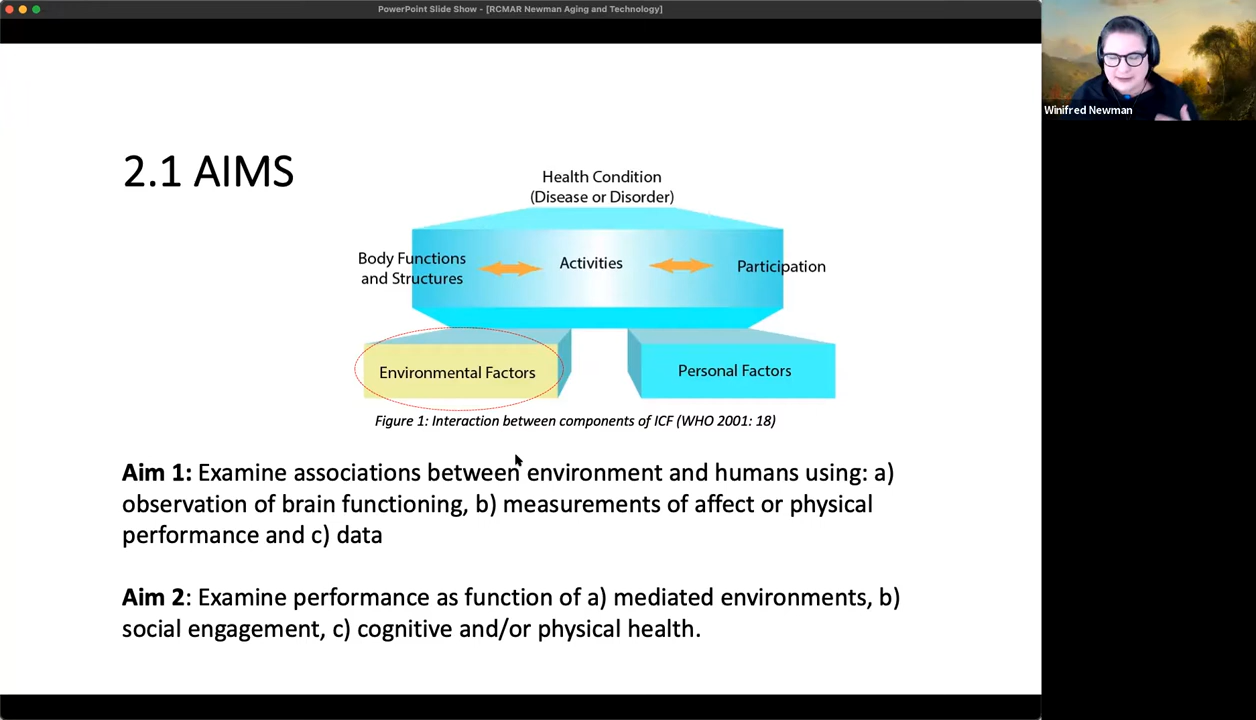 PowerPoint Slide Show - [RCMAR Newman Aging and Technology]
Winifred Newman
2.1 AIMS
Health Condition
(Disease or Disorder)
Body Functions
and Structures
Activities
Participation
Environmental Factors
Personal Factors
Figure 1: Interaction between components of ICF (WHO 2001: 18)
Aim 1: Examine associations between environment and humans using: a)
observation of brain functioning, b) measurements of affect or physical
performance and c) data
Aim 2: Examine performance as function of a) mediated environments, b)
social engagement, c) cognitive and/or physical health.